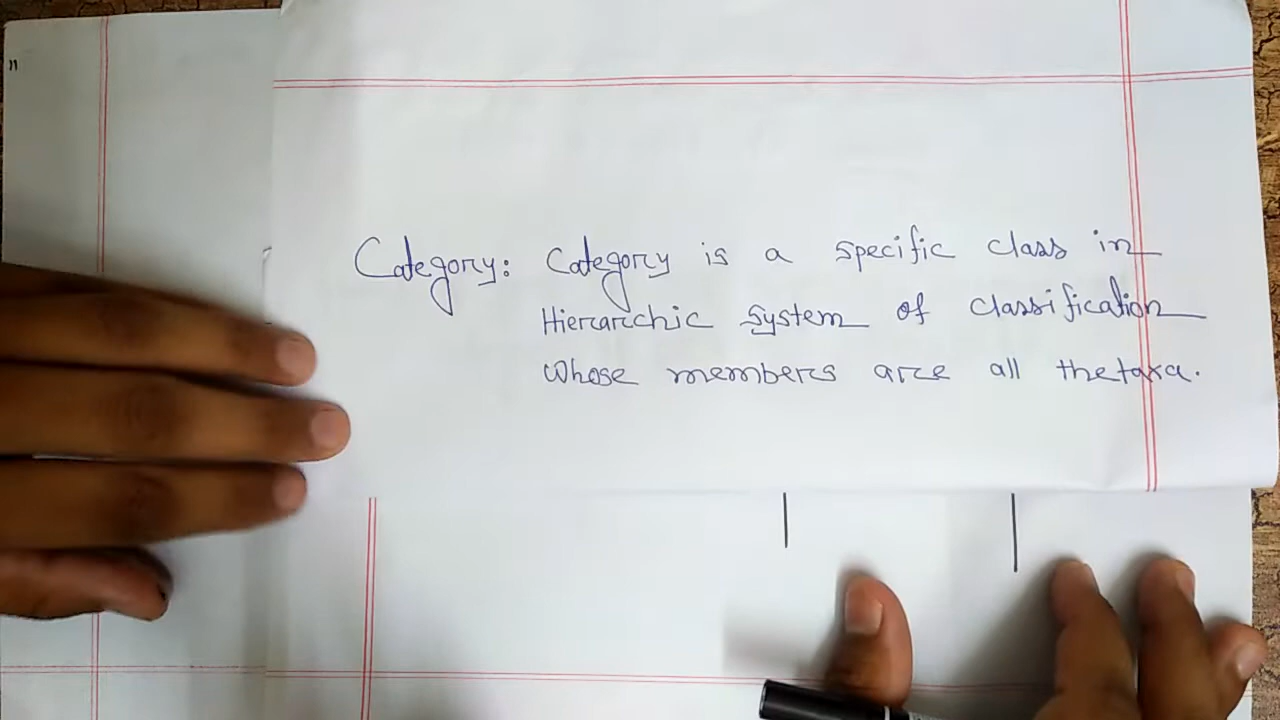 Category: Category is a specific class in
Hierarchic system of classification
whose members are all the taxa.